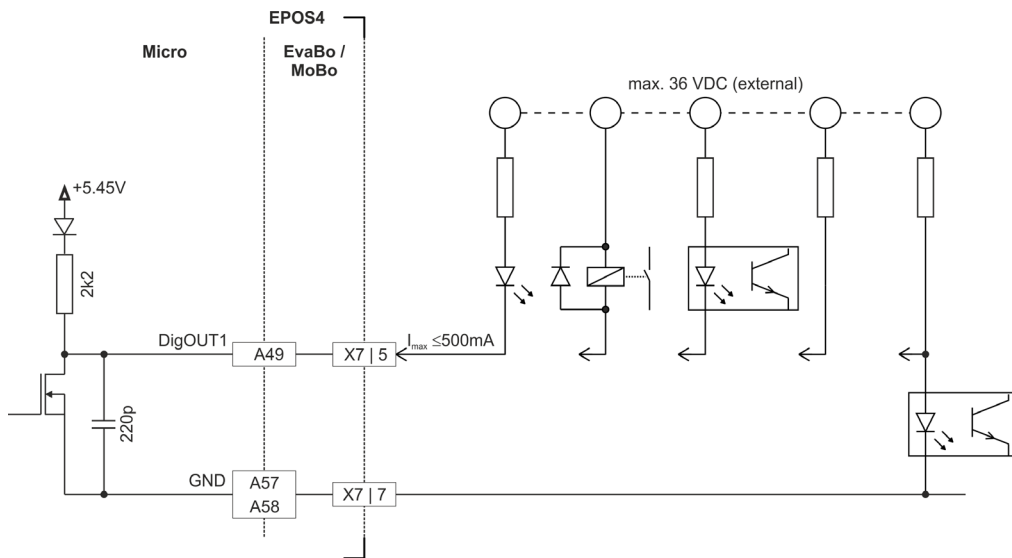 EPOS4
Micro
EvaBo /
MoBo
max. 36 VDC (external)
+5.45V
2k2
DigOUT1
A49
X7 | 5
Imax ≤500mA
220p
GND
A57
A58
X7 | 7